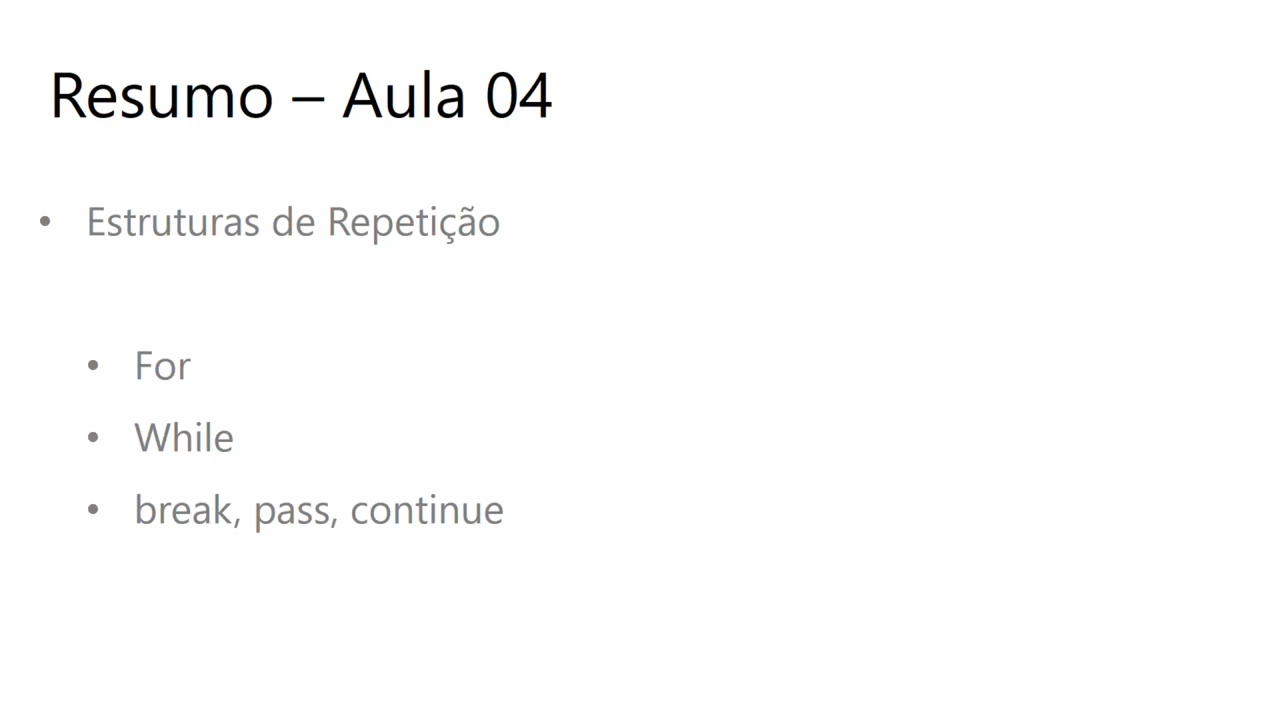 Resumo – Aula 04
• Estruturas de Repetição
• For
• While
• break, pass, continue